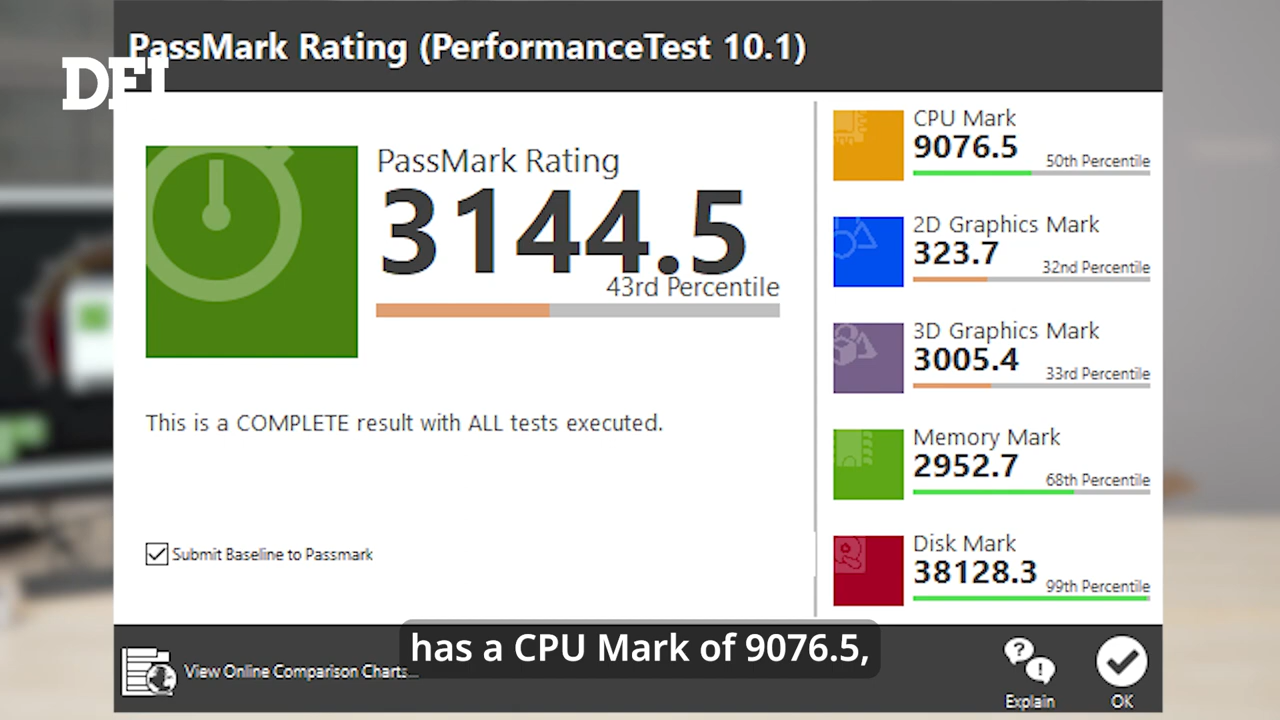 PassMark Rating (PerformanceTest 10.1)
DFI
PassMark Rating
3144.5
43rd Percentile
This is a COMPLETE result with ALL tests executed.
Submit Baseline to Passmark
CPU Mark
9076.5
50th Percentile
2D Graphics Mark
323.7
32nd Percentile
3D Graphics Mark
3005.4
33rd Percentile
Memory Mark
2952.7
68th Percentile
Disk Mark
38128.3
99th Percentile
has a CPU Mark of 9076.5,
View Online Comparison Charts...
Explain
OK